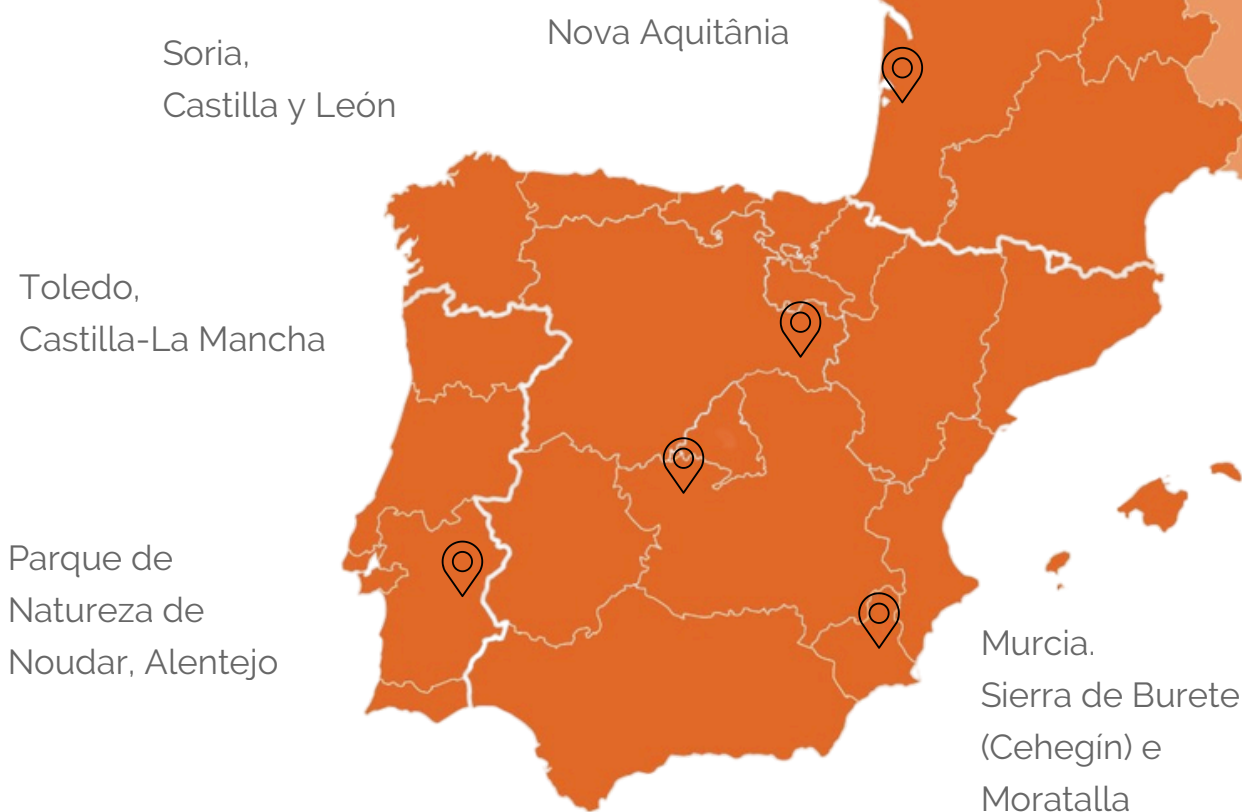 Nova Aquitânia
Soria,
Castilla y León
Toledo,
Castilla-La Mancha
Parque de
Natureza de
Noudar, Alentejo
Murcia.
Sierra de Burete
(Cehegín) e
Moratalla